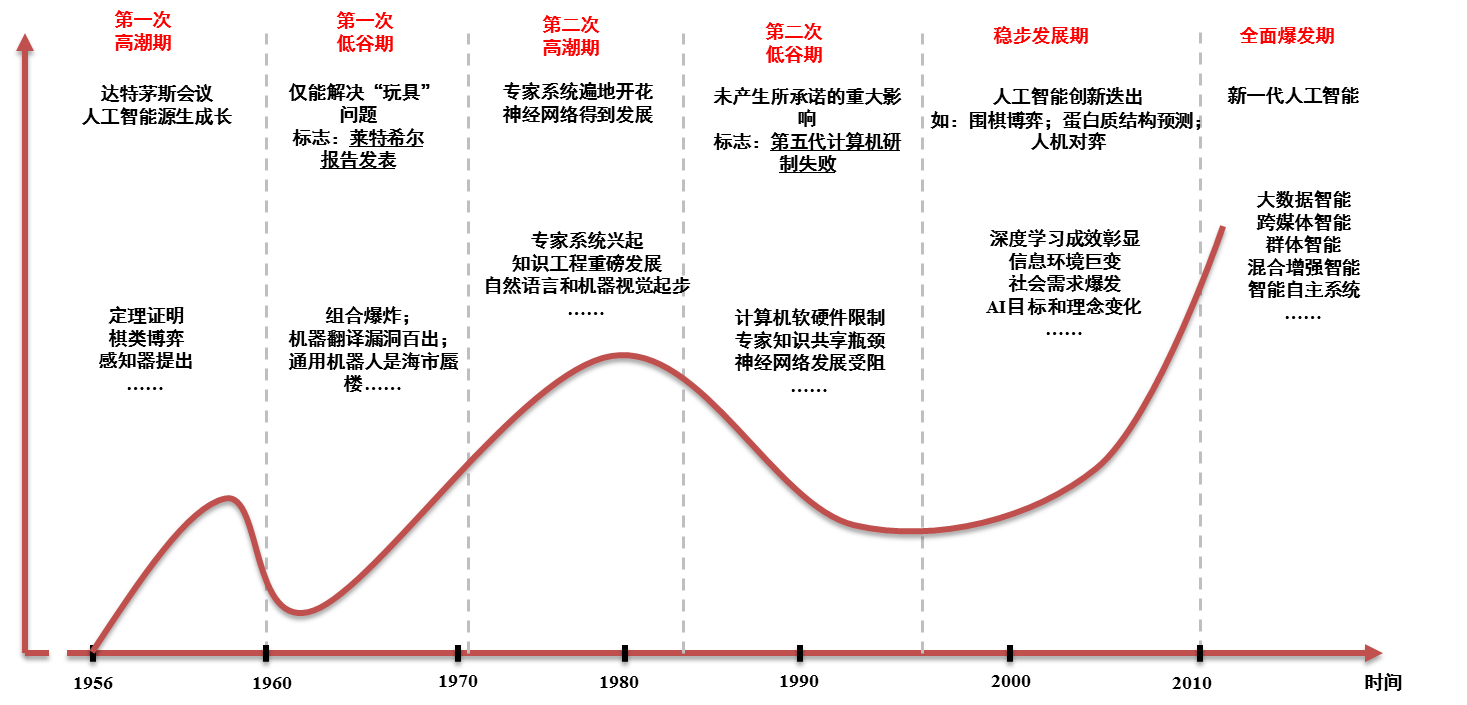 第一次
高潮期
达特茅斯会议
人工智能源生成长
定理证明
棋类博弈
感知器提出
……
第一次
低谷期
仅能解决“玩具”
问题
标志：莱特希尔
报告发表
组合爆炸；
机器翻译漏洞百出；
通用机器人是海市蜃
楼……
第二次
高潮期
专家系统遍地开花
神经网络得到发展
专家系统兴起
知识工程重磅发展
自然语言和机器视觉起步
……
第二次
低谷期
未产生所承诺的重大影
响
标志：第五代计算机研
制失败
计算机软硬件限制
专家知识共享瓶颈
神经网络发展受阻
……
稳步发展期
人工智能创新迭出
如：围棋博弈；蛋白质结构预测；
人机对弈
深度学习成效彰显
信息环境巨变
社会需求爆发
AI目标和理念变化
……
全面爆发期
新一代人工智能
大数据智能
跨媒体智能
群体智能
混合增强智能
智能自主系统
……
1956
1960
1970
1980
1990
2000
2010
时间